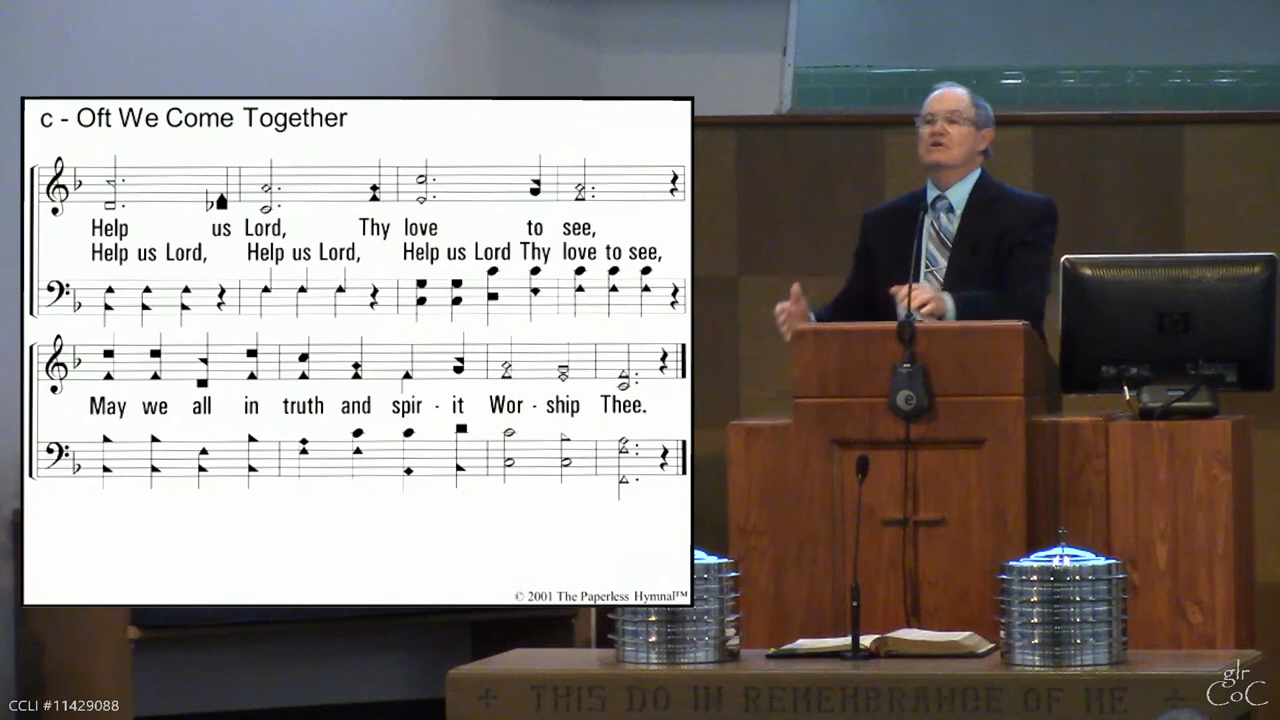 c - Oft We Come Together
Help us Lord, Thy love to see,
Help us Lord, Help us Lord, Help us Lord Thy love to see,
May we all in truth and spir - it Wor - ship Thee.
© 2001 The Paperless Hymnal™
e
hp
THIS DO IN REMEMBRANCE OF ME
CCLI #11429088
glr
CoC